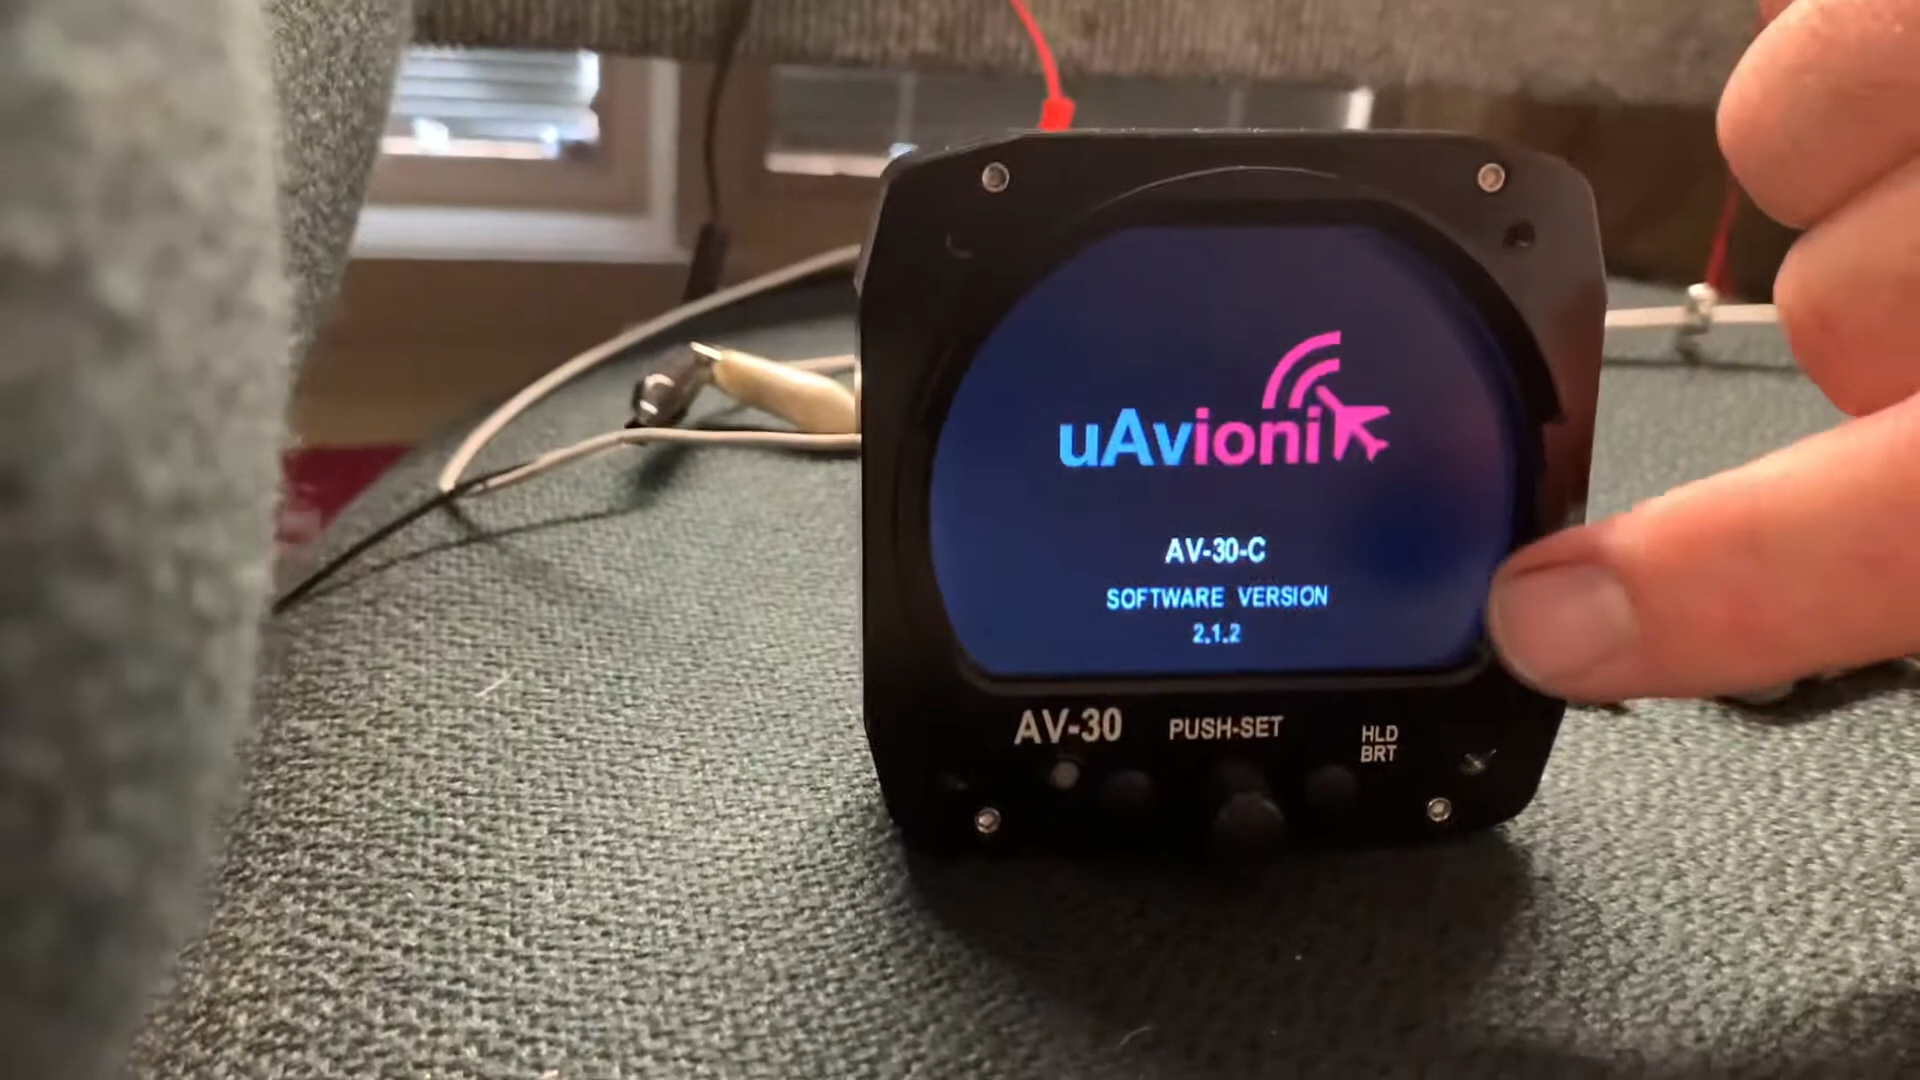 uAvionix
AV-30-C
SOFTWARE VERSION
2.1.2
AV-30 PUSH-SET HLD
BRT